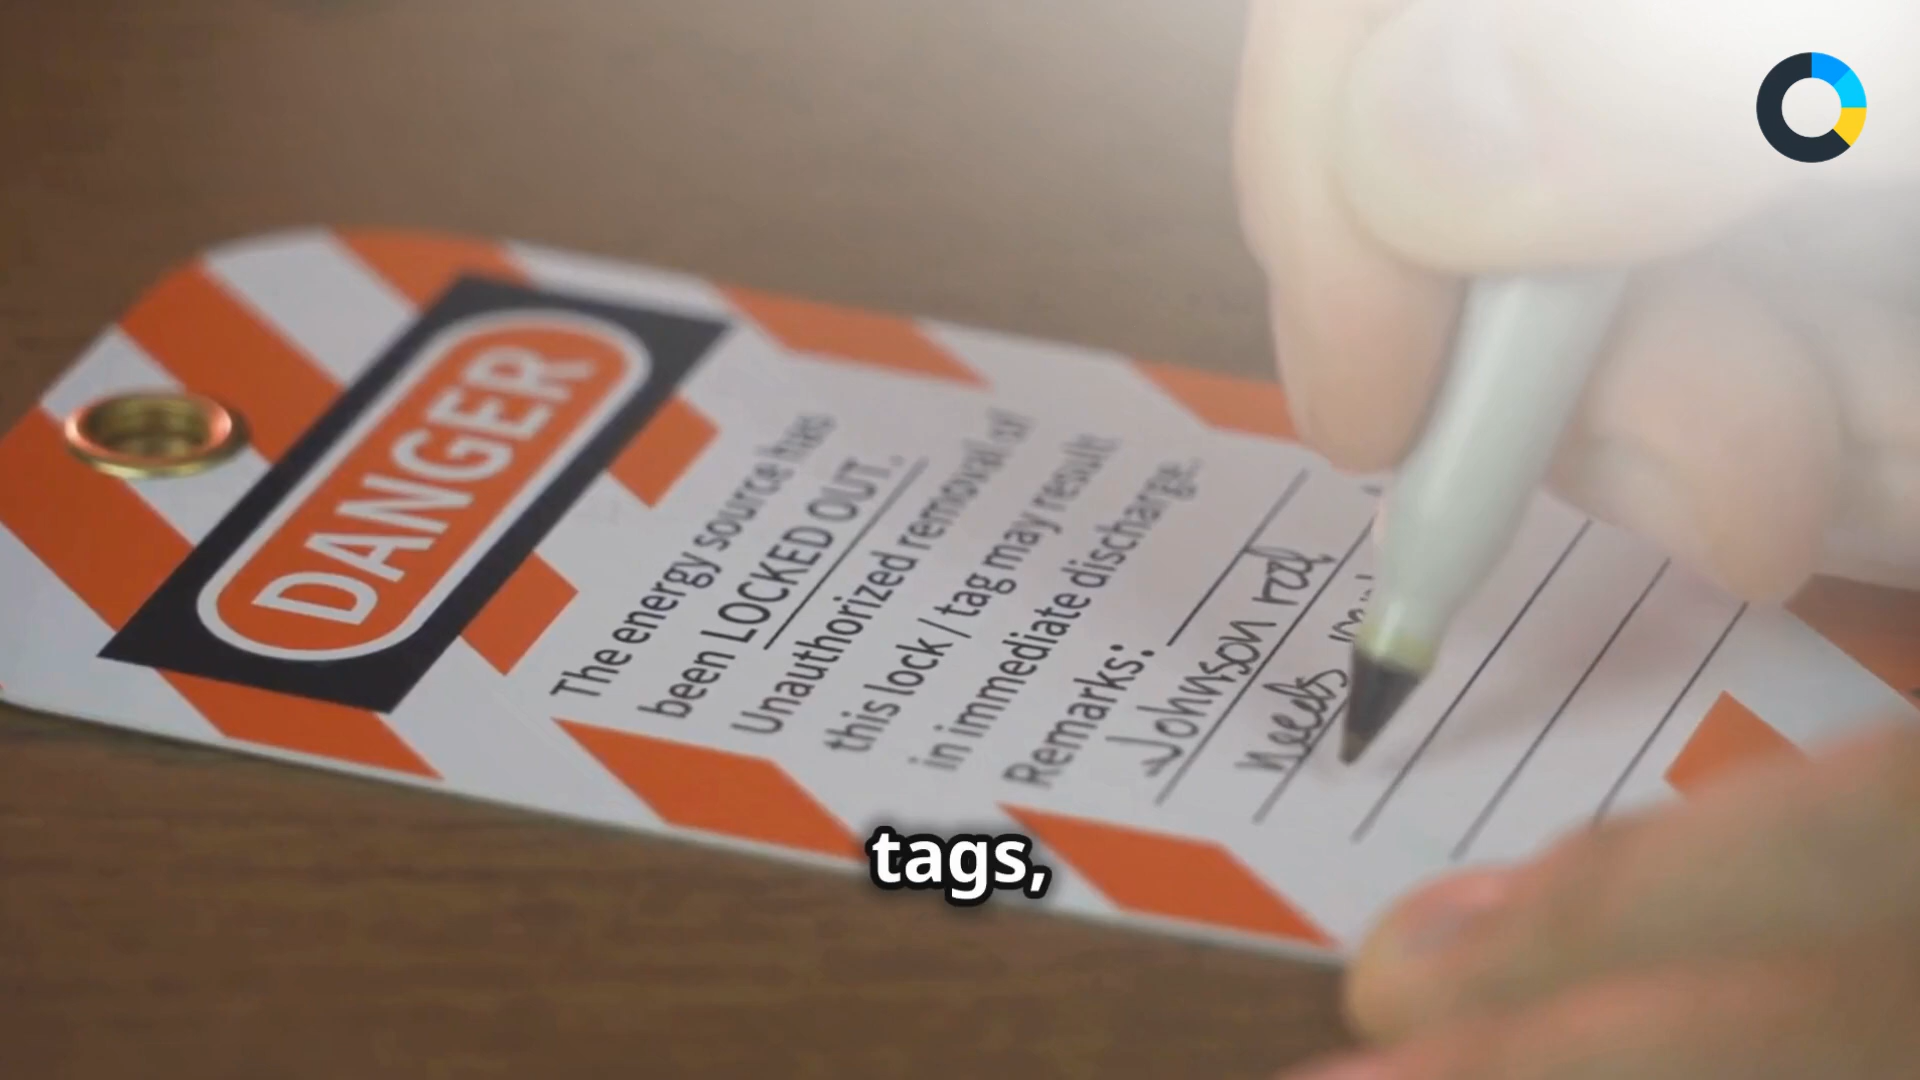 DANGER
The energy source has
been LOCKED OUT.
Unauthorized removal of
this lock / tag may result
in immediate discharge.
Remarks:
Johnson rod
needs
tags,